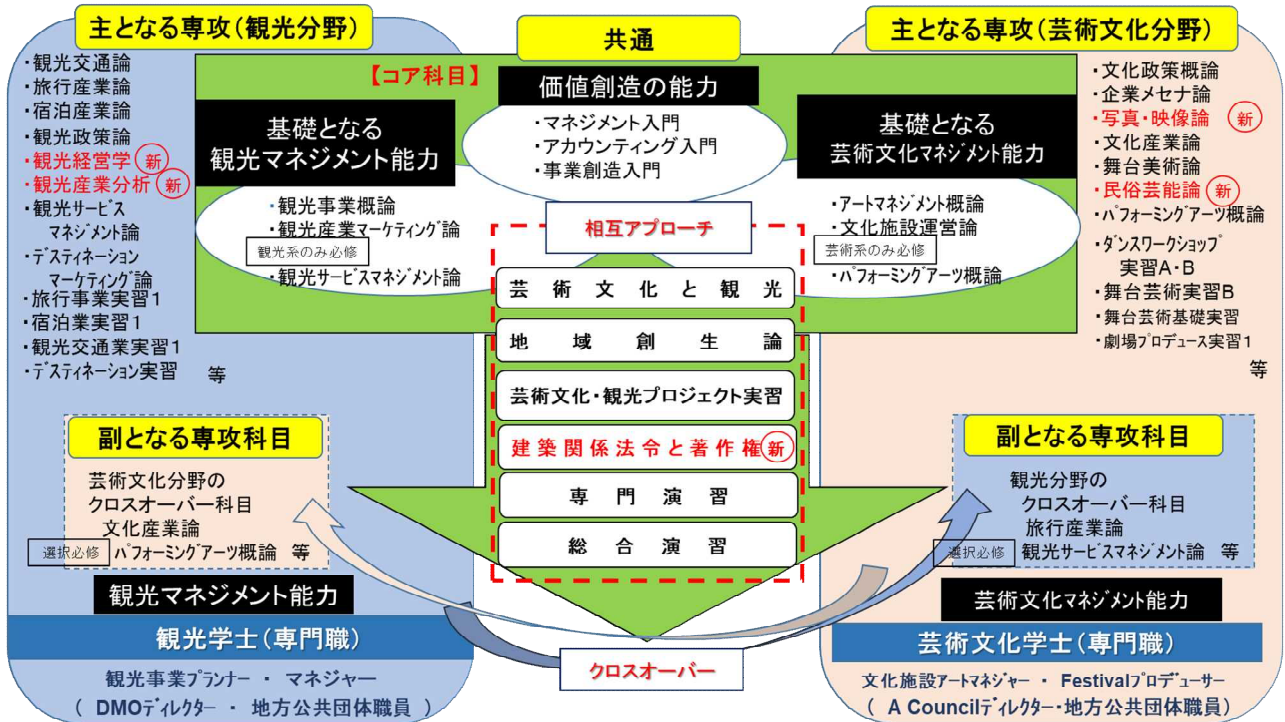 主となる専攻(観光分野)
・観光交通論
・旅行産業論
・宿泊産業論
・観光政策論
・観光経営学 新
・観光産業分析 新
・観光サービス
マネジメント論
・デスティネーション
マーケティング論
・旅行事業実習1
・宿泊業実習1
・観光交通業実習1
・デスティネーション実習 等
共通
【コア科目】
価値創造の能力
・マネジメント入門
・アカウンティング入門
・事業創造入門
基礎となる
観光マネジメント能力
・観光事業概論
・観光産業マーケティング論
観光系のみ必修
・観光サービスマネジメント論
基礎となる
芸術文化マネジメント能力
・アートマネジメント概論
・文化施設運営論
芸術系のみ必修
・パフォーミングアーツ概論
相互アプローチ
芸術文化と観光
地域創生論
芸術文化・観光プロジェクト実習
建築関係法令と著作権 新
専門演習
総合演習
クロスオーバー
主となる専攻(芸術文化分野)
・文化政策概論
・企業メセナ論
・写真・映像論 新
・文化産業論
・舞台美術論
・民俗芸能論 新
・パフォーミングアーツ概論
・ダンスワークショップ
実習A・B
・舞台芸術実習B
・舞台芸術基礎実習
・劇場プロデュース実習1
等
副となる専攻科目
芸術文化分野の
クロスオーバー科目
文化産業論
選択必修 パフォーミングアーツ概論 等
観光マネジメント能力
観光学士(専門職)
観光事業プランナー ・ マネジャー
( DMOディレクター ・ 地方公共団体職員 )
副となる専攻科目
観光分野の
クロスオーバー科目
旅行産業論
選択必修 観光サービスマネジメント論 等
芸術文化マネジメント能力
芸術文化学士(専門職)
文化施設アートマネジャー ・ Festivalプロデューサー
( A Councilディレクター・地方公共団体職員 )